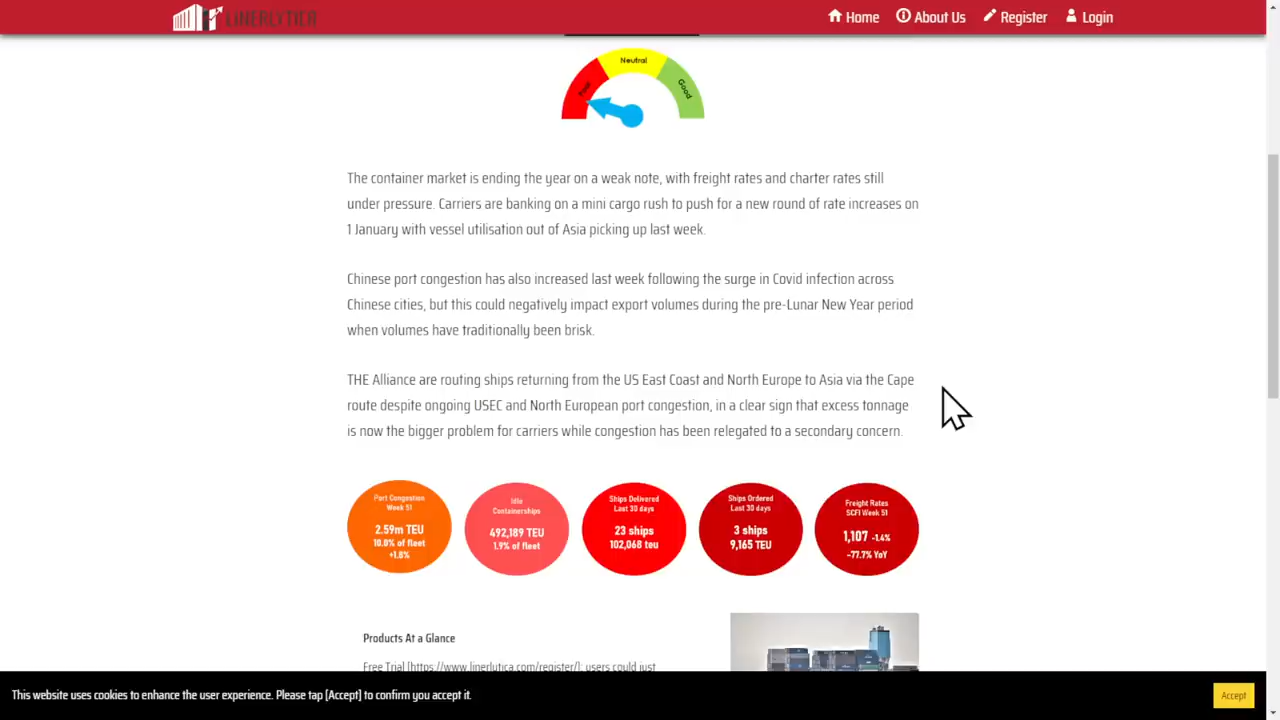 LINERLYTICA
Home
About Us
Register
Login
Poor
Neutral
Good
The container market is ending the year on a weak note, with freight rates and charter rates still
under pressure. Carriers are banking on a mini cargo rush to push for a new round of rate increases on
1 January with vessel utilisation out of Asia picking up last week.
Chinese port congestion has also increased last week following the surge in Covid infection across
Chinese cities, but this could negatively impact export volumes during the pre-Lunar New Year period
when volumes have traditionally been brisk.
THE Alliance are routing ships returning from the US East Coast and North Europe to Asia via the Cape
route despite ongoing USEC and North European port congestion, in a clear sign that excess tonnage
is now the bigger problem for carriers while congestion has been relegated to a secondary concern.
Port Congestion
Week 51
2.59m TEU
10.0% of fleet
+1.8%
Idle
Containerships
492,189 TEU
1.9% of fleet
Ships Delivered
Last 30 days
23 ships
102,068 teu
Ships Ordered
Last 30 days
3 ships
9,165 TEU
Freight Rates
SCFI Week 51
1,107 -1.4%
-77.7% YoY
Products At a Glance
Free Trial [https://www.linerlytica.com/register/]: users could just
This website uses cookies to enhance the user experience. Please tap [Accept] to confirm you accept it.
Accept